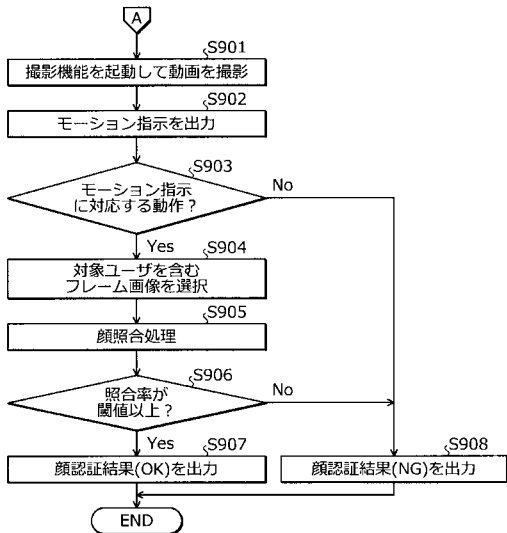 A
S901
撮影機能を起動して動画を撮影
S902
モーション指示を出力
S903
モーション指示
に対応する動作？
No
Yes
S904
対象ユーザを含む
フレーム画像を選択
S905
顔照合処理
S906
照合率が
閾値以上？
No
Yes
S907
顔認証結果(OK)を出力
S908
顔認証結果(NG)を出力
END